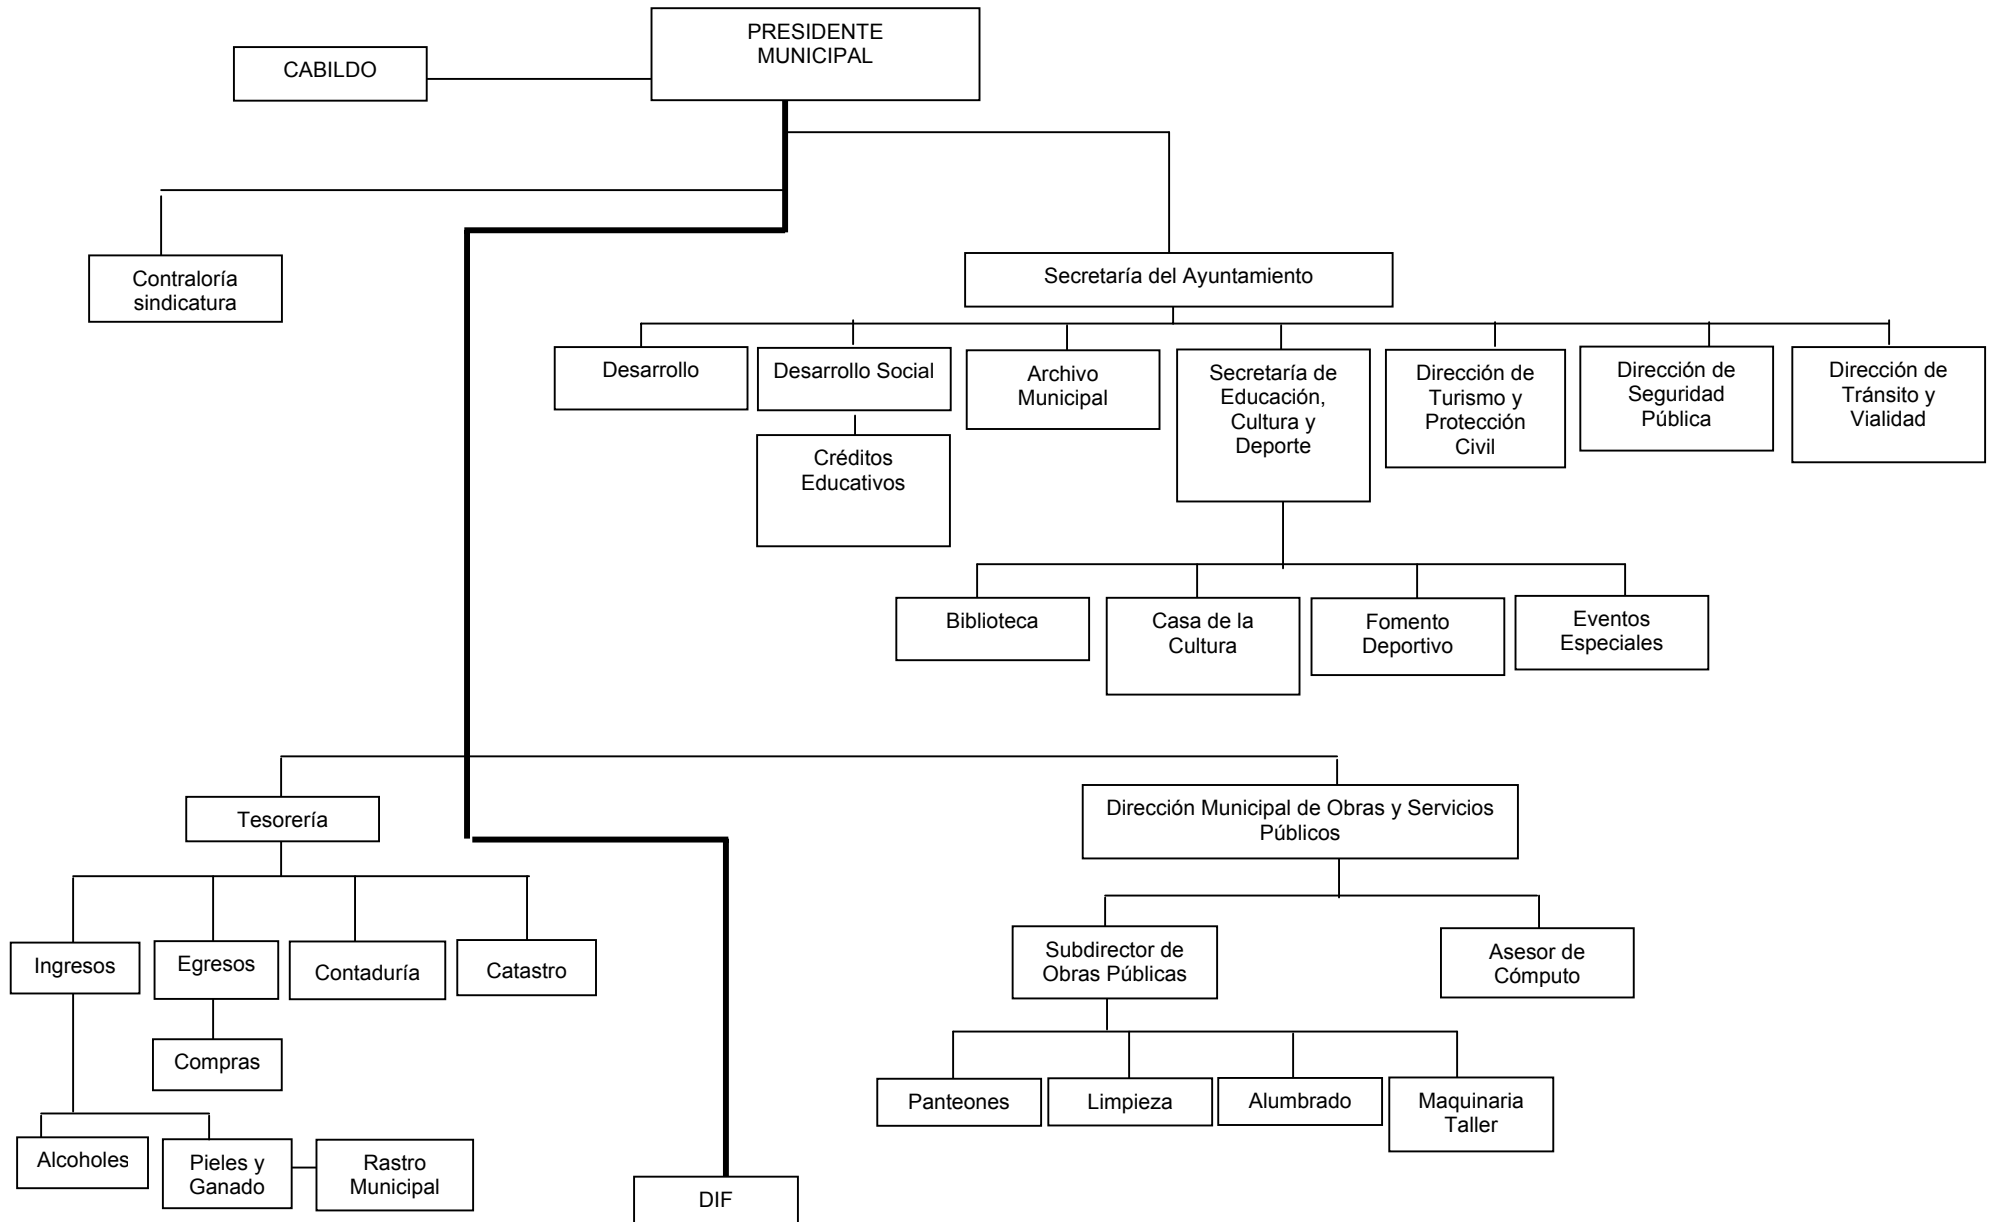 PRESIDENTE
MUNICIPAL
CABILDO
Contraloría
sindicatura
Secretaría del Ayuntamiento
Desarrollo
Desarrollo Social
Archivo
Municipal
Secretaría de
Educación,
Cultura y
Deporte
Dirección de
Turismo y
Protección
Civil
Dirección de
Seguridad
Pública
Dirección de
Tránsito y
Vialidad
Créditos
Educativos
Biblioteca
Casa de la
Cultura
Fomento
Deportivo
Eventos
Especiales
Tesorería
Dirección Municipal de Obras y Servicios
Públicos
Ingresos
Egresos
Contaduría
Catastro
Subdirector de
Obras Públicas
Asesor de
Cómputo
Compras
Panteones
Limpieza
Alumbrado
Maquinaria
Taller
Alcoholes
Pieles y
Ganado
Rastro
Municipal
DIF